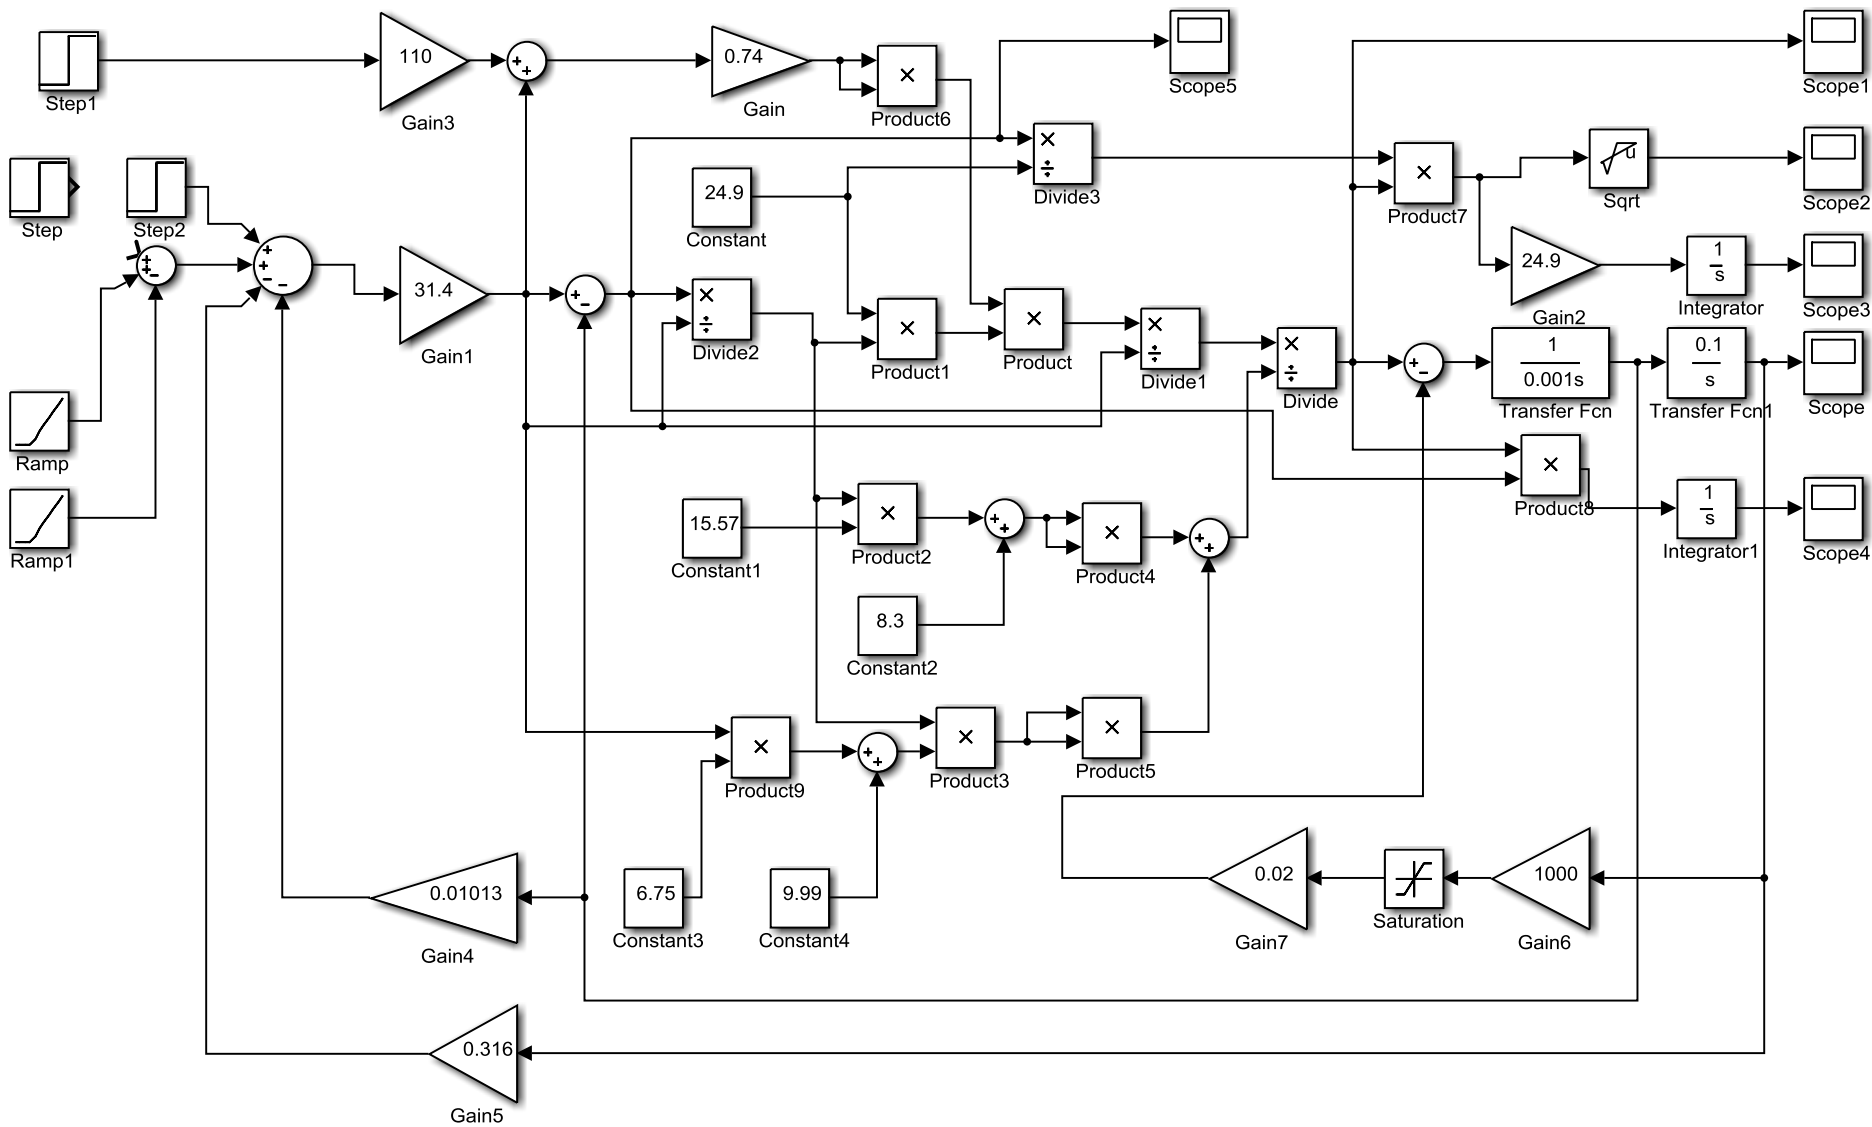 Step1
110
Gain3
0.74
Gain
Product6
Scope5
Scope1
Step
Step2
24.9
Constant
Divide3
Product7
u
Sqrt
Scope2
31.4
Gain1
Divide2
Product1
Product
Divide1
Divide
24.9
Gain2
1
s
Integrator
Scope3
1
0.001s
Transfer Fcn
0.1
s
Transfer Fcn1
Scope
Ramp
Ramp1
15.57
Constant1
Product2
Product4
8.3
Constant2
Product8
1
s
Integrator1
Scope4
Product9
Product3
Product5
0.01013
Gain4
6.75
Constant3
9.99
Constant4
0.02
Gain7
Saturation
1000
Gain6
0.316
Gain5